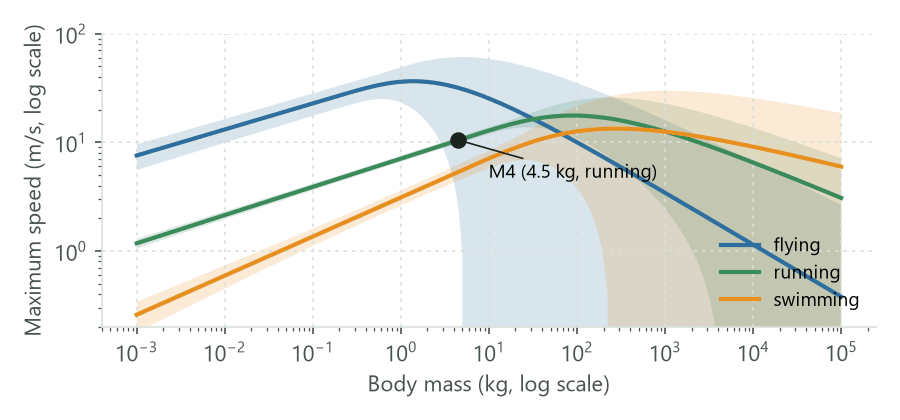 Maximum speed (m/s, log scale)
10²
10¹
10⁰
M4 (4.5 kg, running)
flying
running
swimming
10⁻³ 10⁻² 10⁻¹ 10⁰ 10¹ 10² 10³ 10⁴ 10⁵
Body mass (kg, log scale)